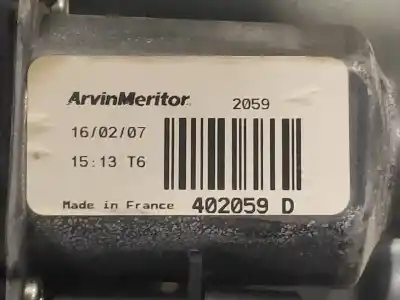 ArvinMeritor 2059
16/02/07
15:13 T6
Made in France 402059 D